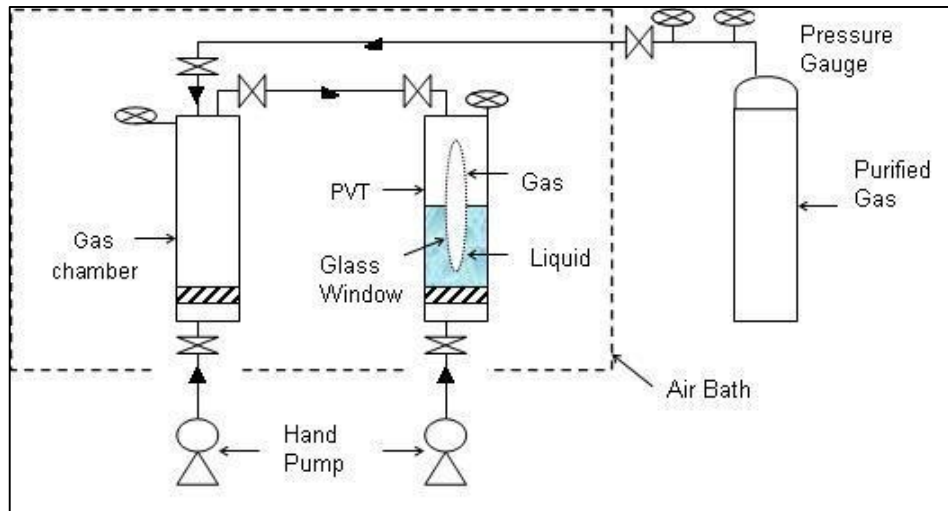 Pressure
Gauge
PVT
Gas
Purified
Gas
Gas
chamber
Glass
Window
Liquid
Air Bath
Hand
Pump